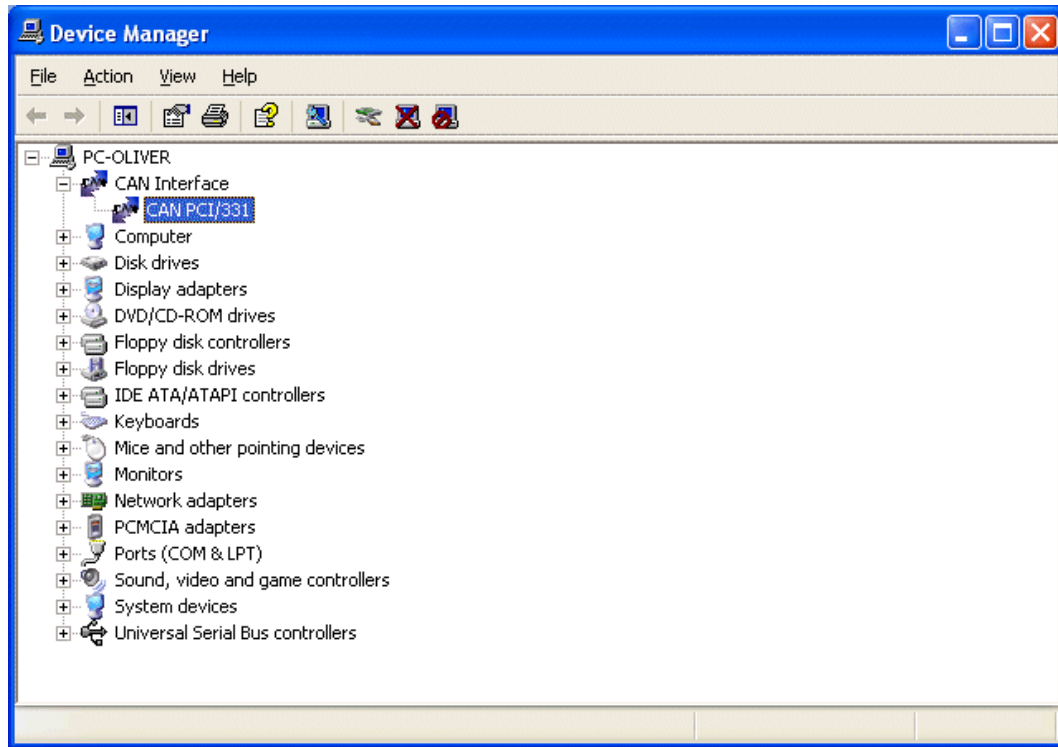 Device Manager
File Action View Help
PC-OLIVER
CAN Interface
CAN PCI/331
Computer
Disk drives
Display adapters
DVD/CD-ROM drives
Floppy disk controllers
Floppy disk drives
IDE ATA/ATAPI controllers
Keyboards
Mice and other pointing devices
Monitors
Network adapters
PCMCIA adapters
Ports (COM & LPT)
Sound, video and game controllers
System devices
Universal Serial Bus controllers